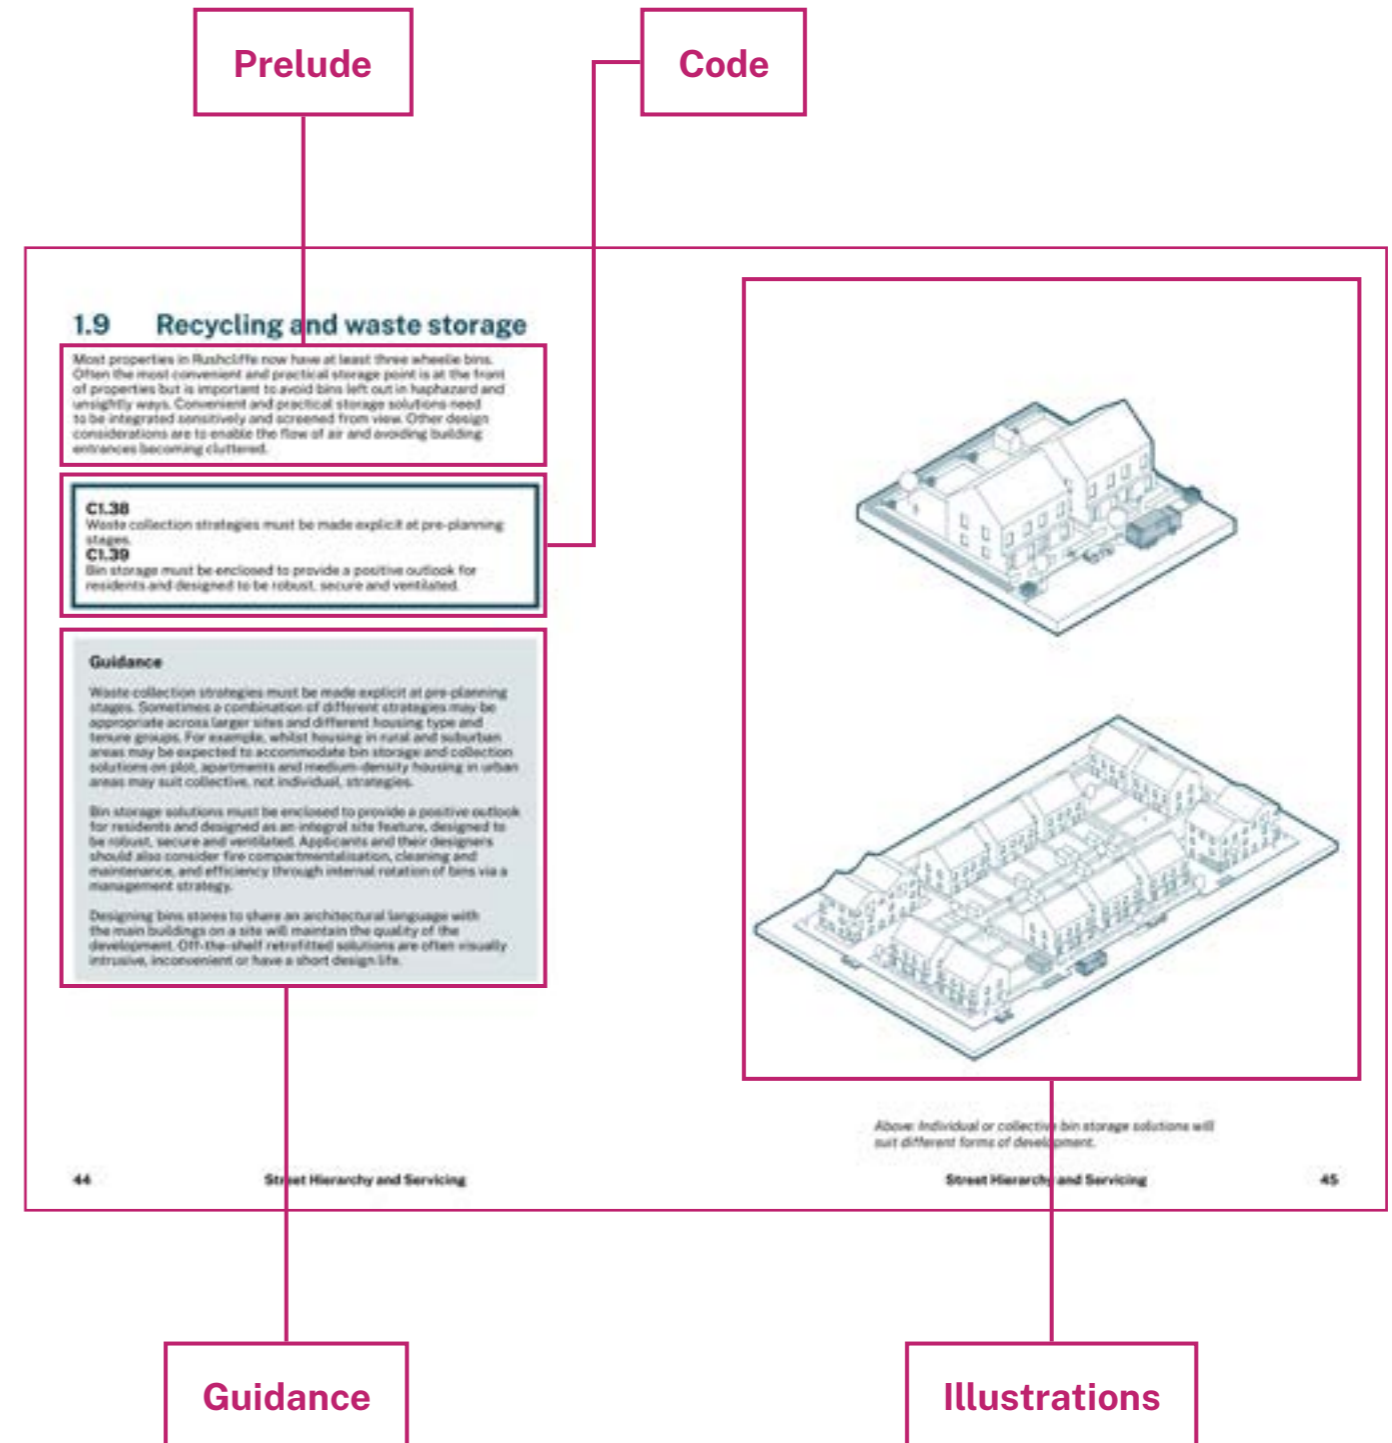 Prelude
Code
1.9 Recycling and waste storage
Most properties in Rushcliffe now have at least three wheelie bins.
Often the most convenient and practical storage point is at the front
of properties but is important to avoid bins left out in haphazard and
unsightly ways. Convenient and practical storage solutions need
to be integrated sensitively and screened from view. Other design
considerations are to enable the flow of air and avoiding building
entrances becoming cluttered.
C1.38
Waste collection strategies must be made explicit at pre-planning
stages.
C1.39
Bin storage must be enclosed to provide a positive outlook for
residents and designed to be robust, secure and ventilated.
Guidance
Waste collection strategies must be made explicit at pre-planning
stages. Sometimes a combination of different strategies may be
appropriate across larger sites and different housing type and
tenure groups. For example, whilst housing in rural and suburban
areas may be expected to accommodate bin storage and collection
solutions on plot, apartments and medium-density housing in urban
areas may suit collective, not individual, strategies.
Bin storage solutions must be enclosed to provide a positive outlook
for residents and designed as an integral site feature, designed to
be robust, secure and ventilated. Applicants and their designers
should also consider fire compartmentalisation, cleaning and
maintenance, and efficiency through internal rotation of bins via a
management strategy.
Designing bins stores to share an architectural language with
the main buildings on a site will maintain the quality of the
development. Off-the-shelf retrofitted solutions are often visually
intrusive, inconvenient or have a short design life.
Above: Individual or collective bin storage solutions will
suit different forms of development.
44 Street Hierarchy and Servicing
Street Hierarchy and Servicing 45
Guidance
Illustrations